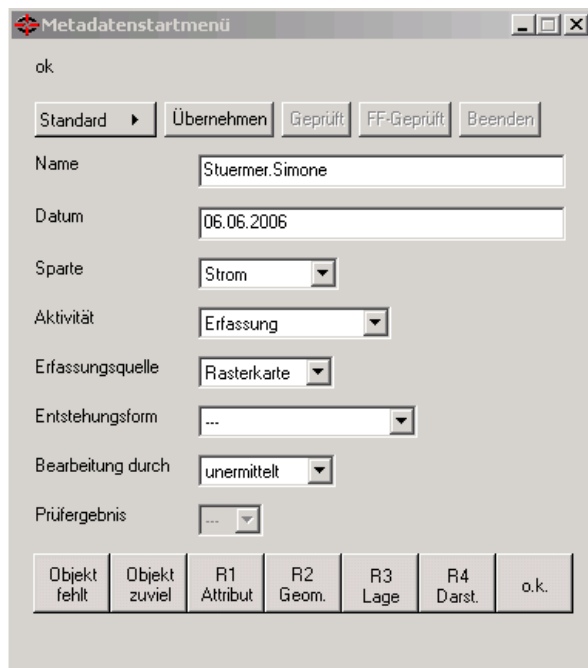 Metadatenstartmenü
ok
Standard Übernehmen Geprüft FF-Geprüft Beenden
Name Stuermer.Simone
Datum 06.06.2006
Sparte Strom
Aktivität Erfassung
Erfassungsquelle Rasterkarte
Entstehungsform ---
Bearbeitung durch unermittelt
Prüfergebnis ---
Objekt fehlt Objekt zuviel R1 Attribut R2 Geom. R3 Lage R4 Darst. o.k.